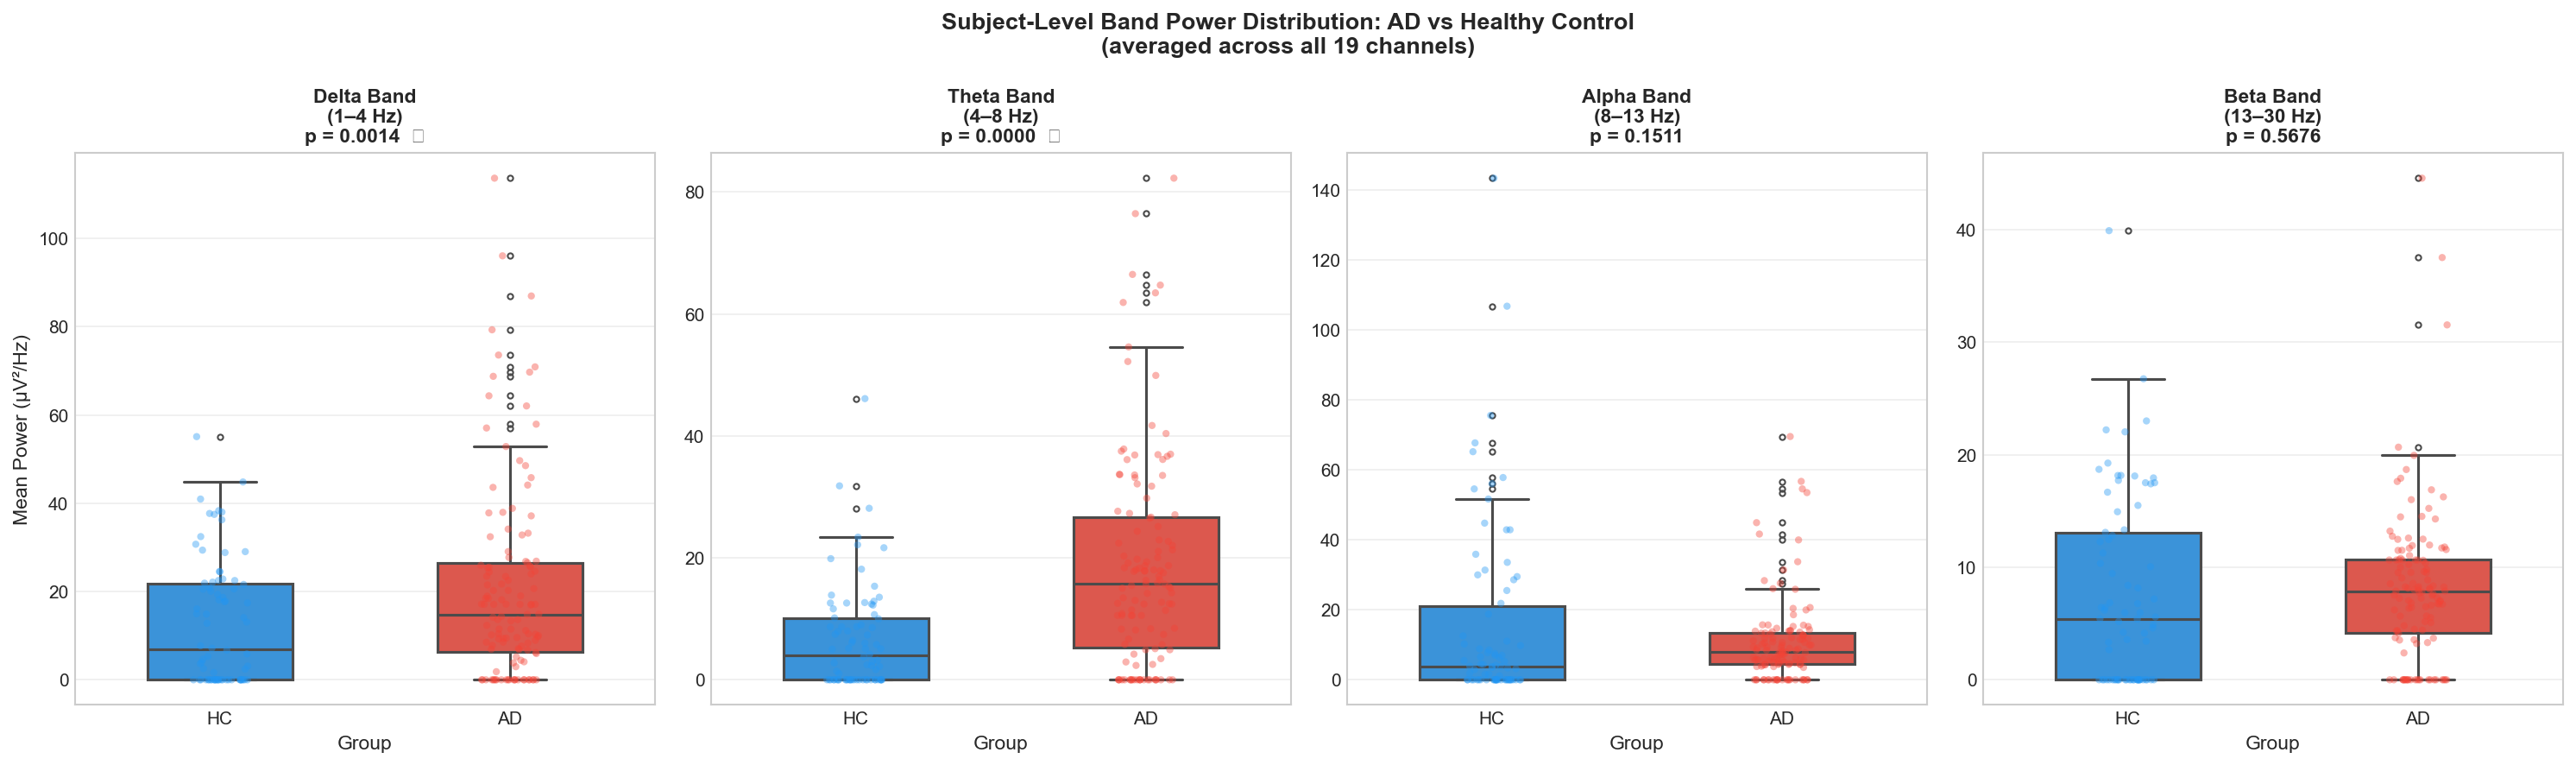 Subject-Level Band Power Distribution: AD vs Healthy Control
(averaged across all 19 channels)
Delta Band
(1–4 Hz)
p = 0.0014 □
Mean Power (µV²/Hz)
100
80
60
40
20
0
HC
AD
Group
Theta Band
(4–8 Hz)
p = 0.0000 □
80
60
40
20
0
HC
AD
Group
Alpha Band
(8–13 Hz)
p = 0.1511
140
120
100
80
60
40
20
0
HC
AD
Group
Beta Band
(13–30 Hz)
p = 0.5676
40
30
20
10
0
HC
AD
Group